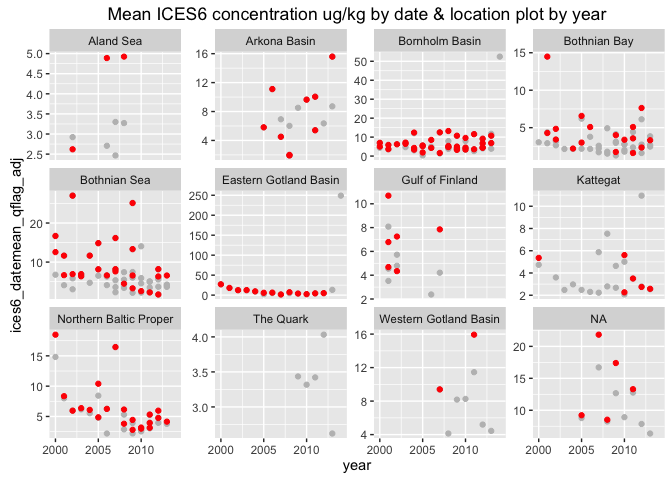 Mean ICES6 concentration ug/kg by date & location plot by year
Aland Sea
Arkona Basin
Bornholm Basin
Bothnian Bay
5.0
4.5
4.0
3.5
3.0
2.5
16
12
8
4
50
40
30
20
10
0
15
10
5
Bothnian Sea
Eastern Gotland Basin
Gulf of Finland
Kattegat
20
10
250
200
150
100
50
0
10
8
6
4
10
8
6
4
2
Northern Baltic Proper
The Quark
Western Gotland Basin
NA
15
10
5
4.0
3.5
3.0
16
12
8
4
20
15
10
2000 2005 2010
2000 2005 2010
2000 2005 2010
2000 2005 2010
year
ices6_datemean_qflag_adj